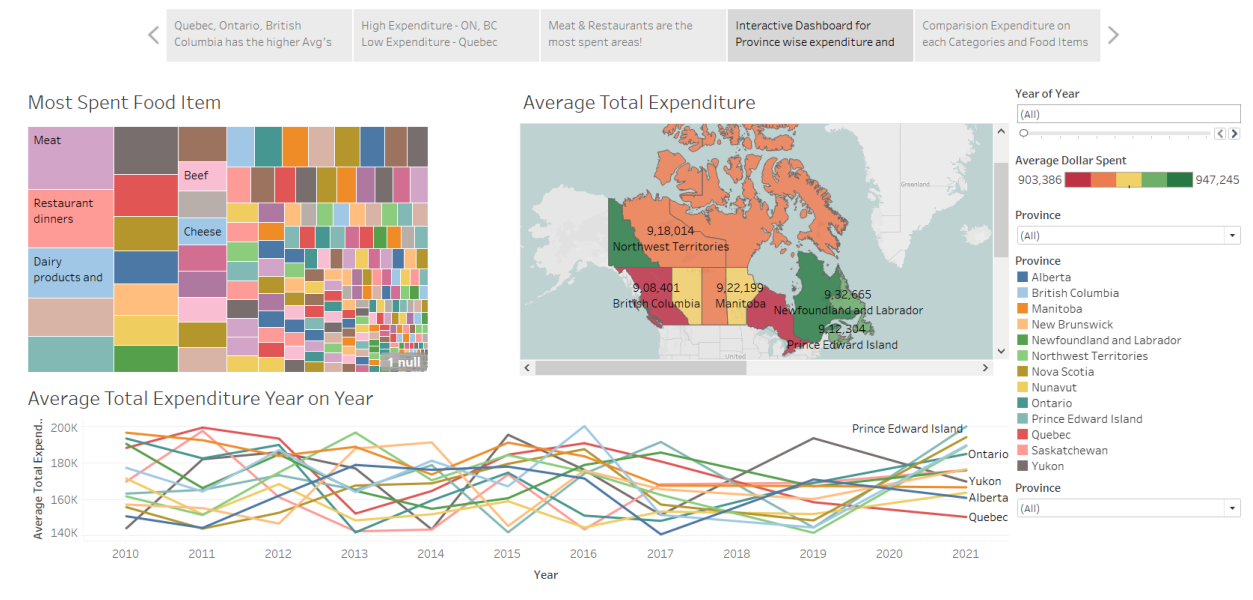 Quebec, Ontario, British
Columbia has the higher Avg's
High Expenditure - ON, BC
Low Expenditure - Quebec
Meat & Restaurants are the
most spent areas!
Interactive Dashboard for
Province wise expenditure and
Comparision Expenditure on
each Categories and Food Items
Most Spent Food Item
Meat
Restaurant
dinners
Dairy
products and
Beef
Cheese
1 null
Average Total Expenditure
Greenland
9,18,014
Northwest Territories
9,08,401
British Columbia
9,22,199
Manitoba
9,32,665
Newfoundland and Labrador
9,12,304
Prince Edward Island
United
Year of Year
(All)
Average Dollar Spent
903,386
947,245
Province
(All)
Province
Alberta
British Columbia
Manitoba
New Brunswick
Newfoundland and Labrador
Northwest Territories
Nova Scotia
Nunavut
Ontario
Prince Edward Island
Quebec
Saskatchewan
Yukon
Province
(All)
Average Total Expenditure Year on Year
Average Total Expend..
200K
180K
160K
140K
Prince Edward Island
Ontario
Yukon
Alberta
Quebec
2010
2011
2012
2013
2014
2015
2016
2017
2018
2019
2020
2021
Year